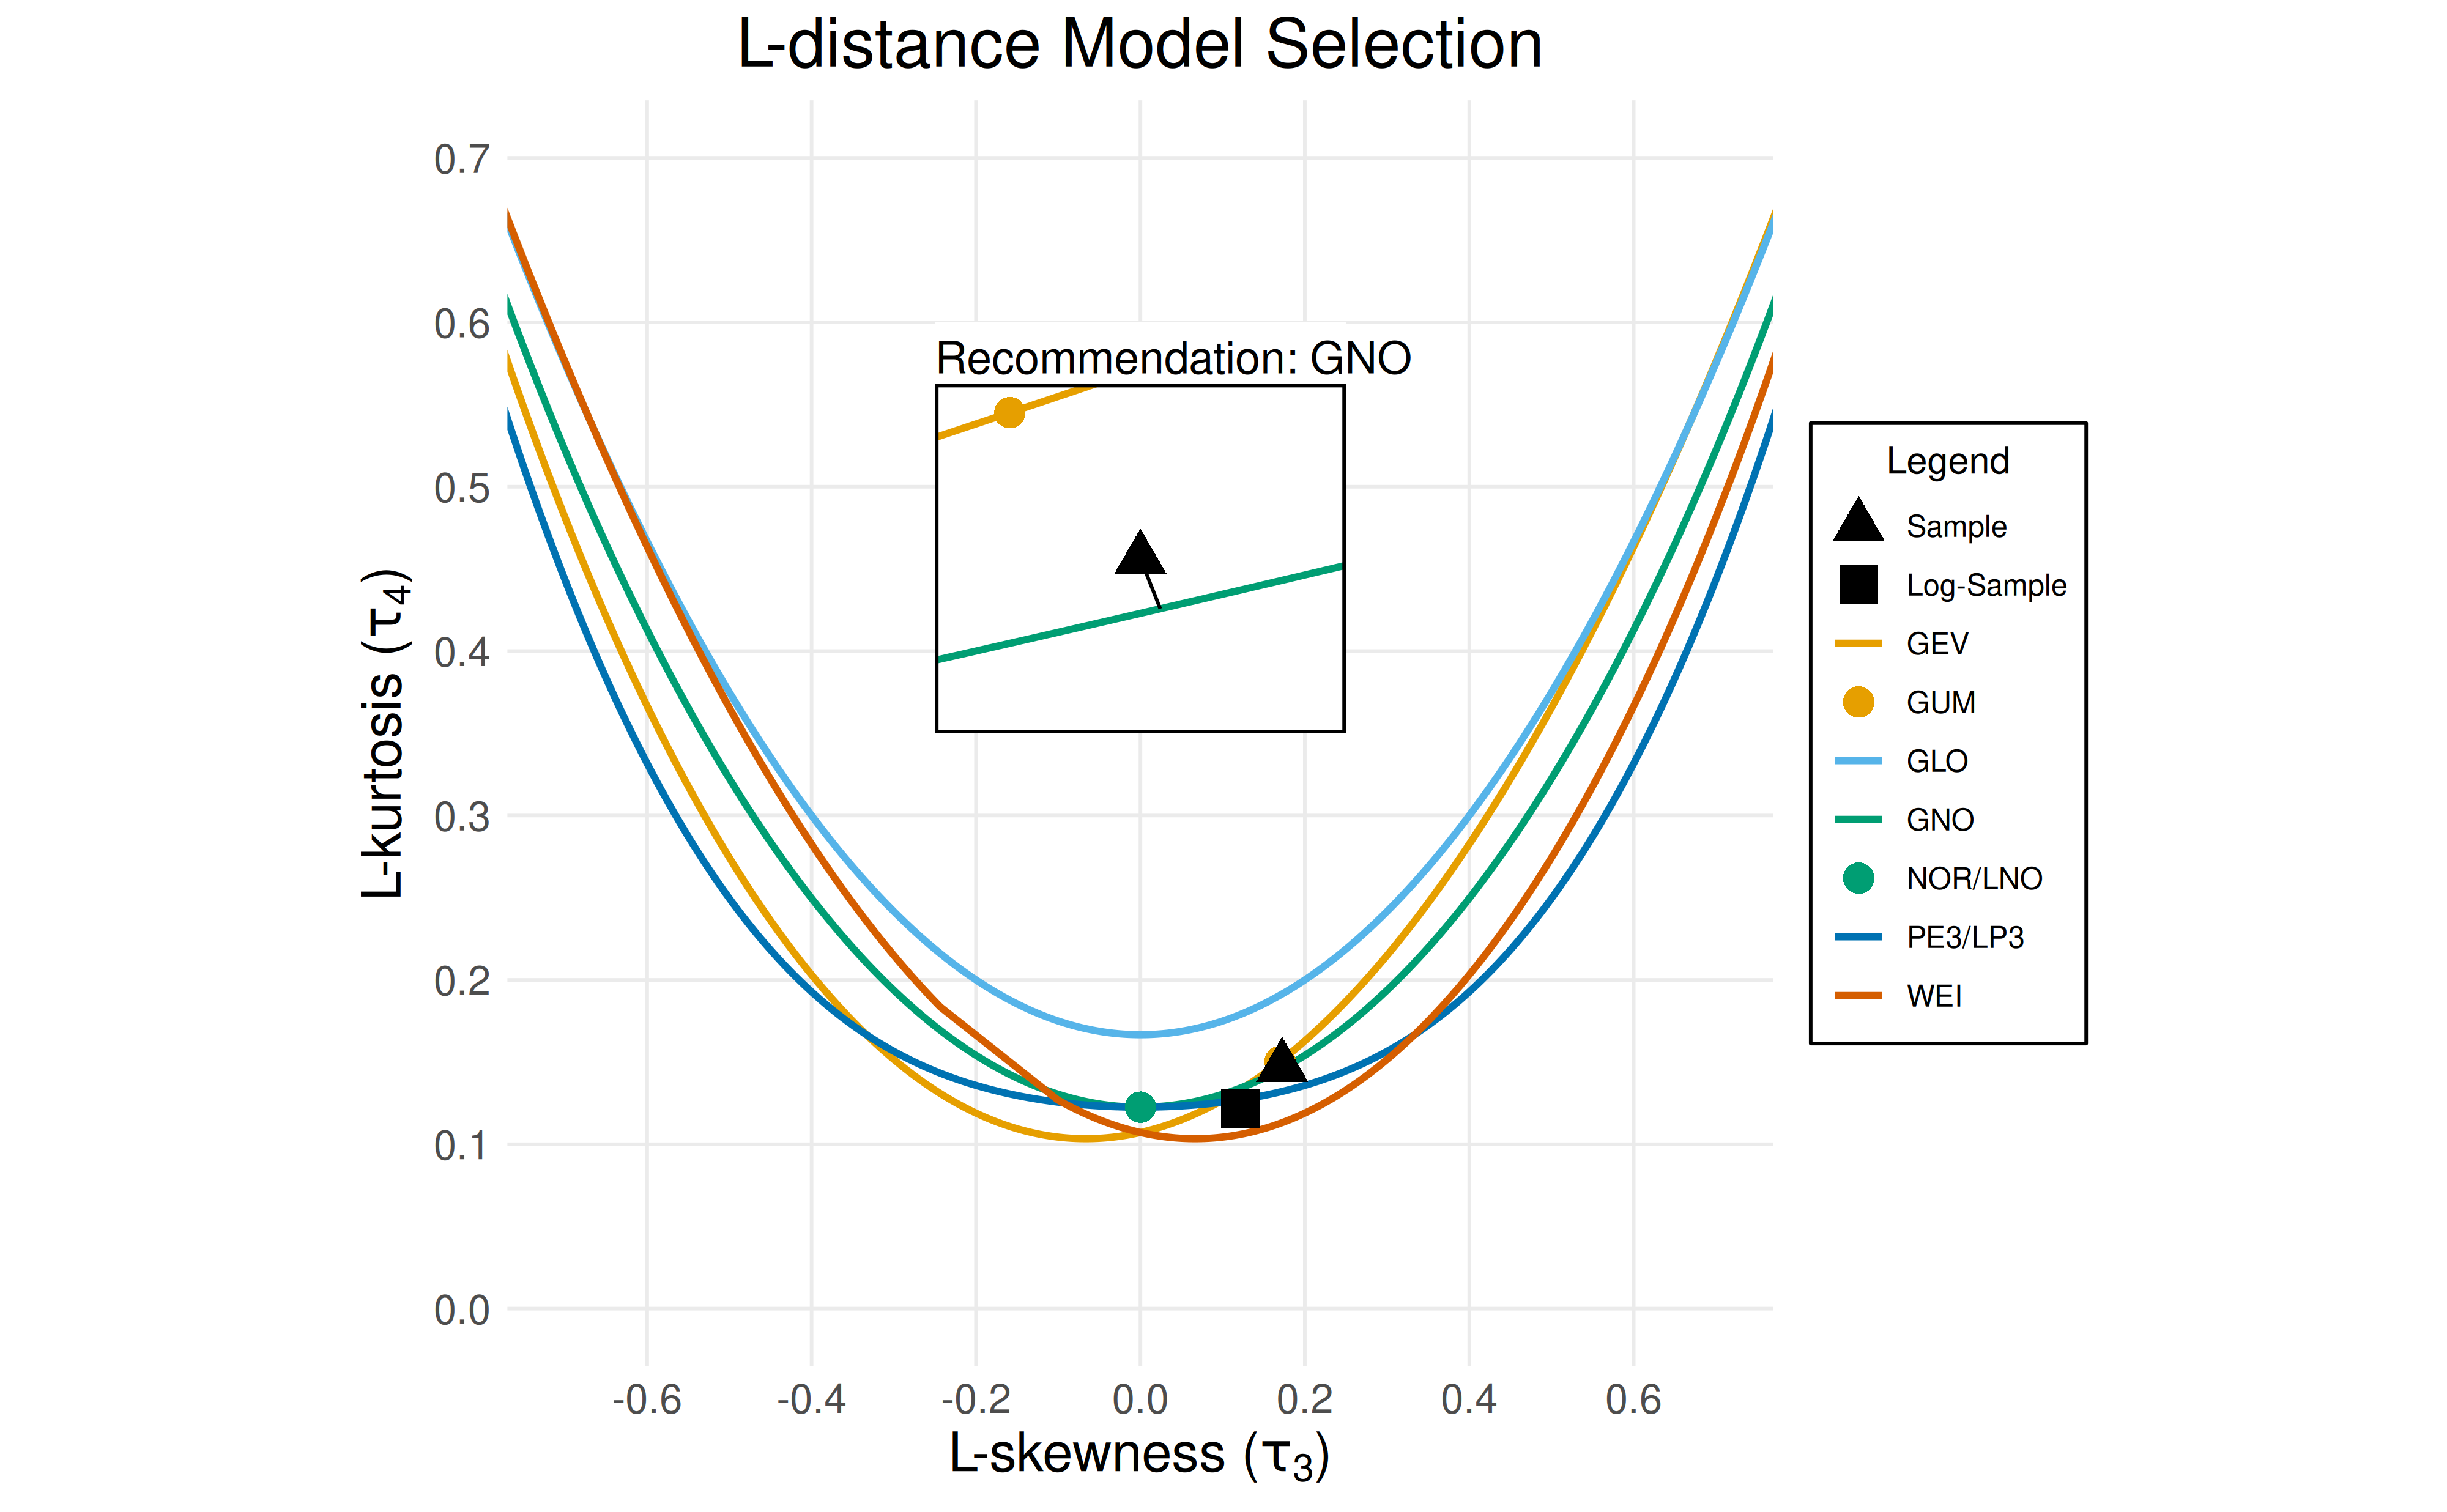 L-distance Model Selection
L-kurtosis (τ4)
0.7
0.6
0.5
0.4
0.3
0.2
0.1
0.0
Recommendation: GNO
-0.6
-0.4
-0.2
0.0
0.2
0.4
0.6
L-skewness (τ3)
Legend
Sample
Log-Sample
GEV
GUM
GLO
GNO
NOR/LNO
PE3/LP3
WEI